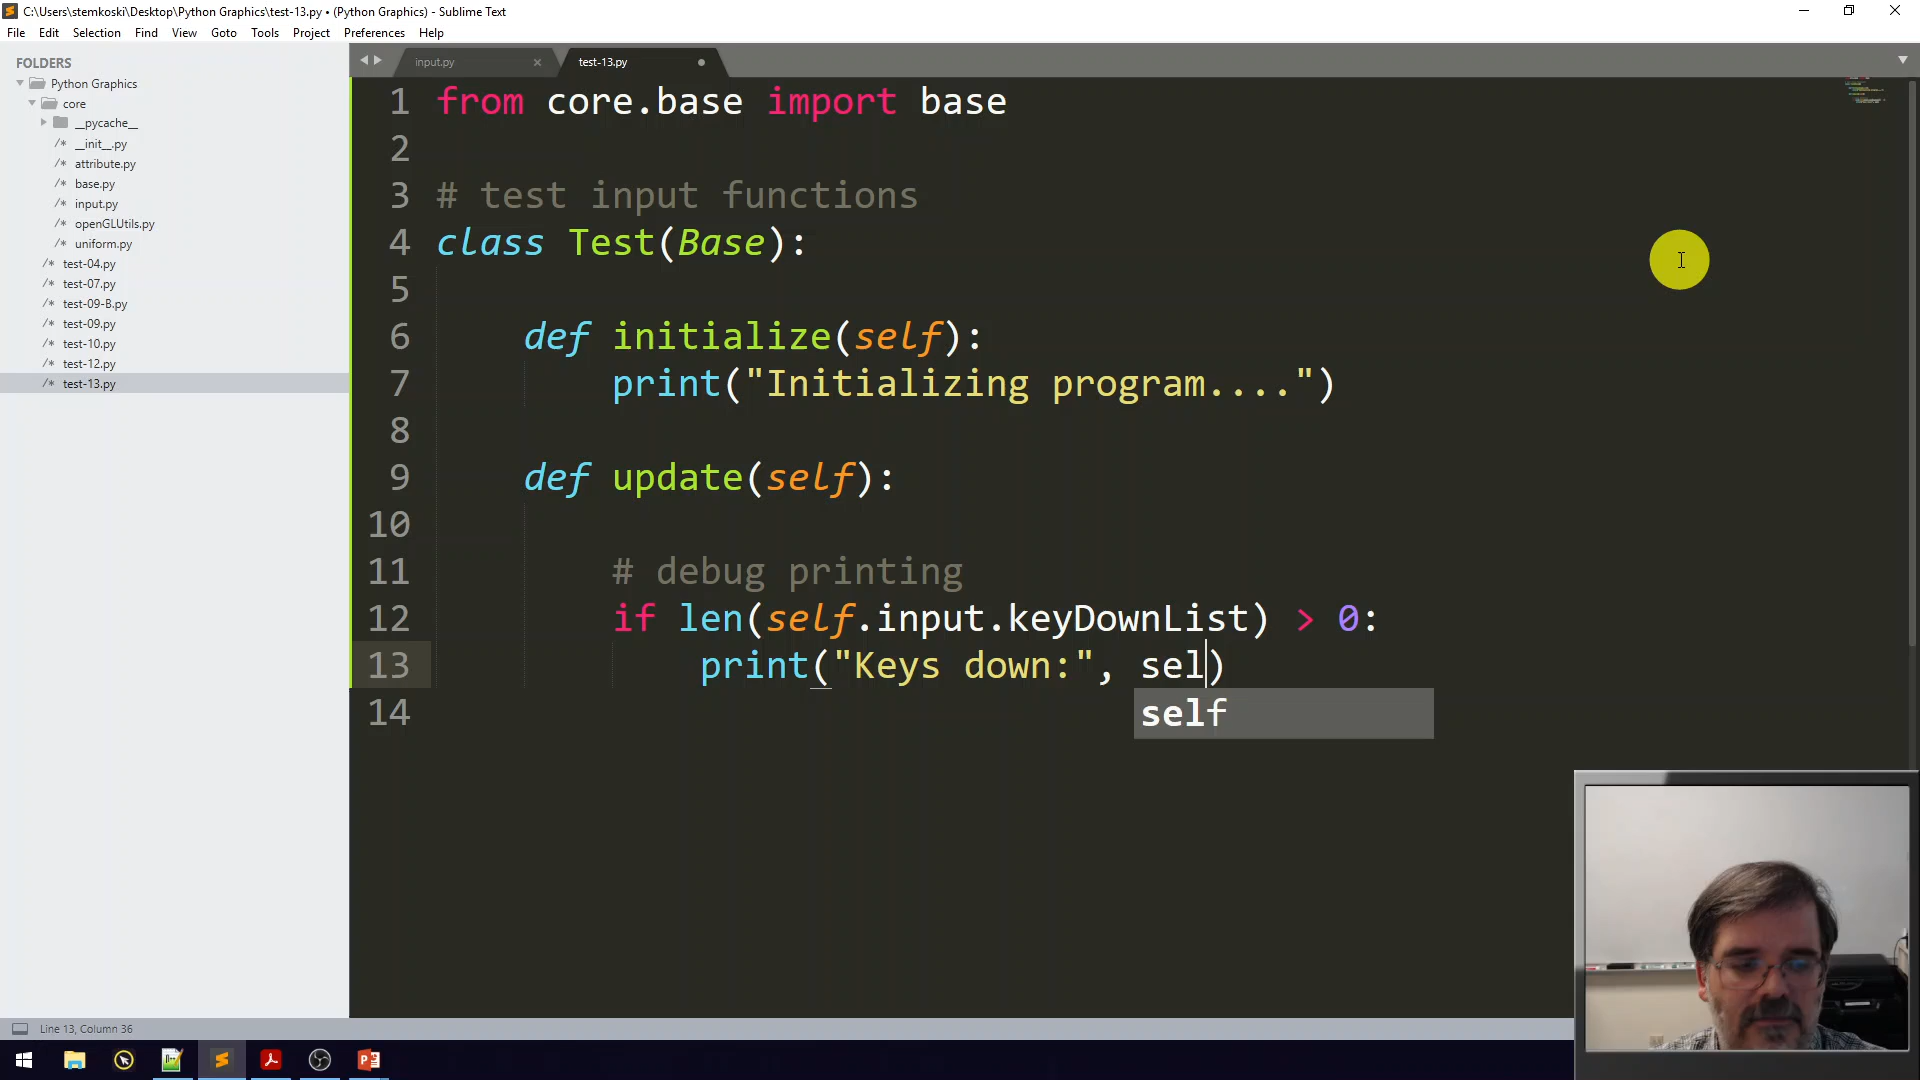 C:\Users\stemkoski\Desktop\Python Graphics\test-13.py • (Python Graphics) - Sublime Text
File Edit Selection Find View Goto Tools Project Preferences Help
FOLDERS
Python Graphics
core
__pycache__
/* __init__.py
/* attribute.py
/* base.py
/* input.py
/* openGLUtils.py
/* uniform.py
/* test-04.py
/* test-07.py
/* test-09-B.py
/* test-09.py
/* test-10.py
/* test-12.py
/* test-13.py
input.py
test-13.py
1 from core.base import base
2
3 # test input functions
4 class Test(Base):
5
6 def initialize(self):
7 print("Initializing program....")
8
9 def update(self):
10
11 # debug printing
12 if len(self.input.keyDownList) > 0:
13 print("Keys down:", sel)
self
14
Line 13, Column 36